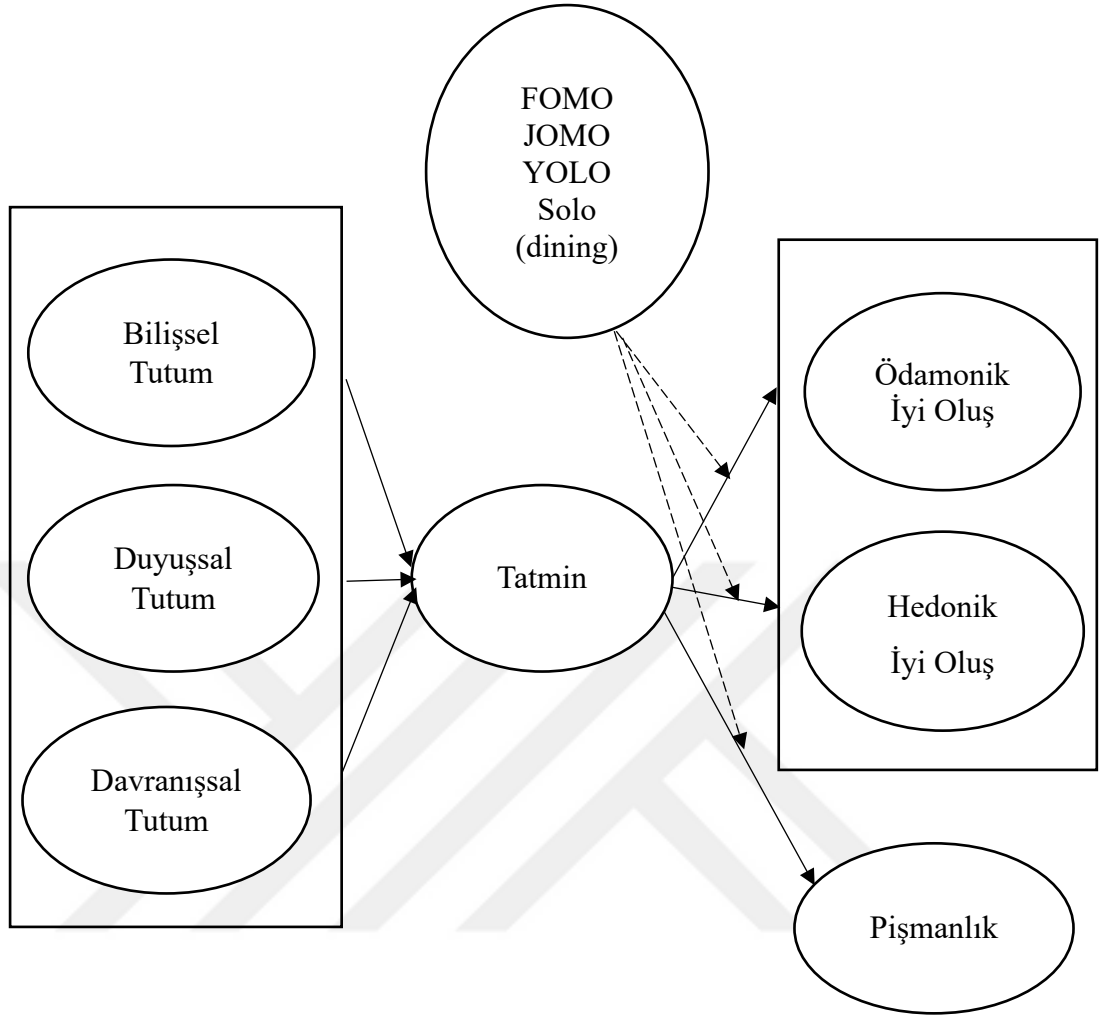 FOMO
JOMO
YOLO
Solo
(dining)
Bilişsel
Tutum
Duyuşsal
Tutum
Davranışsal
Tutum
Tatmin
Ödamonik
İyi Oluş
Hedonik
İyi Oluş
Pişmanlık